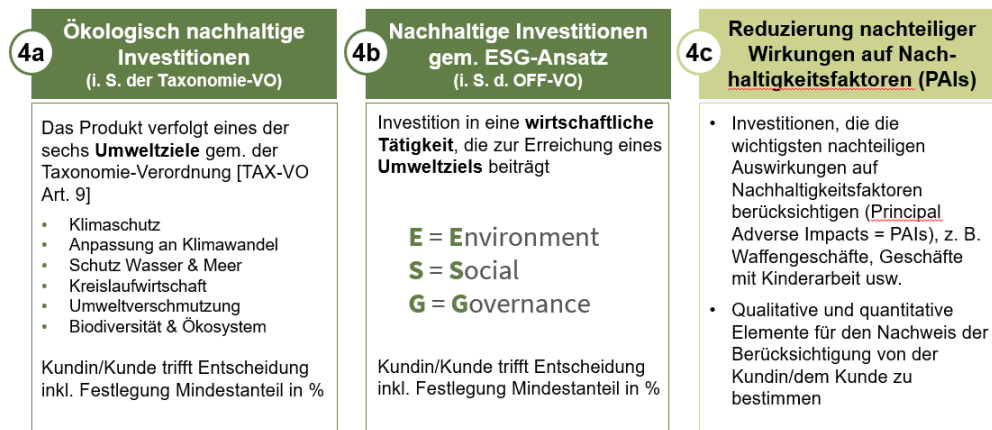 4a
Ökologisch nachhaltige
Investitionen
(i. S. der Taxonomie-VO)
Das Produkt verfolgt eines der
sechs Umweltziele gem. der
Taxonomie-Verordnung [TAX-VO
Art. 9]
• Klimaschutz
• Anpassung an Klimawandel
• Schutz Wasser & Meer
• Kreislaufwirtschaft
• Umweltverschmutzung
• Biodiversität & Ökosystem
Kundin/Kunde trifft Entscheidung
inkl. Festlegung Mindestanteil in %
4b
Nachhaltige Investitionen
gem. ESG-Ansatz
(i. S. d. OFF-VO)
Investition in eine wirtschaftliche
Tätigkeit, die zur Erreichung eines
Umweltziels beiträgt
E = Environment
S = Social
G = Governance
Kundin/Kunde trifft Entscheidung
inkl. Festlegung Mindestanteil in %
4c
Reduzierung nachteiliger
Wirkungen auf Nach-
haltigkeitsfaktoren (PAIs)
• Investitionen, die die
wichtigsten nachteiligen
Auswirkungen auf
Nachhaltigkeitsfaktoren
berücksichtigen (Principal
Adverse Impacts = PAIs), z. B.
Waffengeschäfte, Geschäfte
mit Kinderarbeit usw.
• Qualitative und quantitative
Elemente für den Nachweis der
Berücksichtigung von der
Kundin/dem Kunde zu
bestimmen